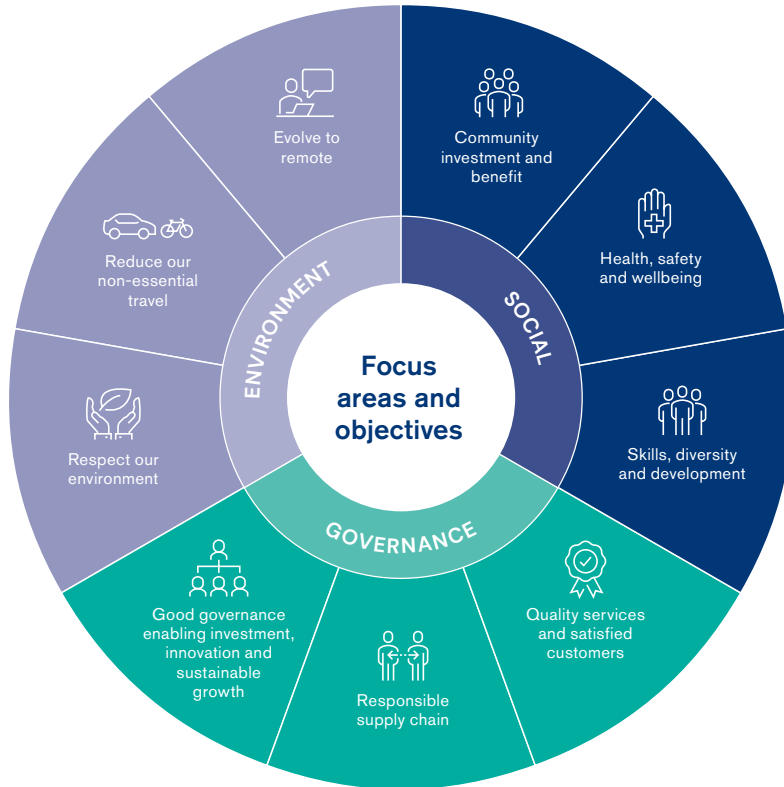 Focus
areas and
objectives
ENVIRONMENT
SOCIAL
GOVERNANCE
Evolve to
remote
Reduce our
non-essential
travel
Respect our
environment
Community
investment and
benefit
Health, safety
and wellbeing
Skills, diversity
and development
Quality services
and satisfied
customers
Responsible
supply chain
Good governance
enabling investment,
innovation and
sustainable
growth